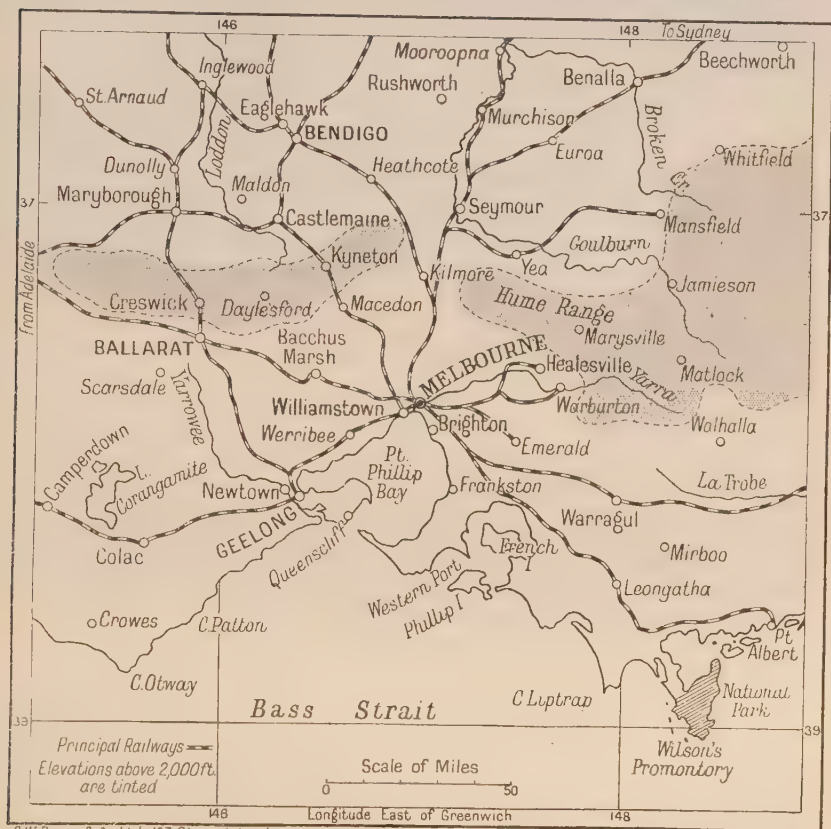 146
148
To Sydney
Mooroopna
Beechworth
Inglewood
Benalla
Rushworth
St. Arnaud
Eaglehawk
Murchison
BENDIGO
Loddon
Broken
Cr.
Euroa
Whitfield
Dunolly
Heathcote
Maldon
Maryborough
37
37
Castlemaine
Seymour
Mansfield
Goulburn
Kyneton
Yea
From Adelaide
Kilmore
Jamieson
Creswick
Daylesford
Macedon
Hume Range
Marysville
BALLARAT
Bacchus
Marsh
MELBOURNE
Healesville
Matlock
Scarsdale
Yarrowee
Yarra
Williamstown
Warburton
Werribee
Brighton
Walhalla
Emerald
Camperdown
L.
Corangamite
Pt.
Phillip
Bay
La Trobe
Newtown
Frankston
GEELONG
Warragul
Colac
Queenscliff
French
I
Mirboo
Western Port
Leongatha
Phillip I
Crowes
C. Patton
Pt
Albert
C. Otway
C Liptrap
National
Park
Bass Strait
39
39
Wilson's
Promontory
Principal Railways
Elevations above 2,000ft.
are tinted
Scale of Miles
0
50
146
Longitude East of Greenwich
148